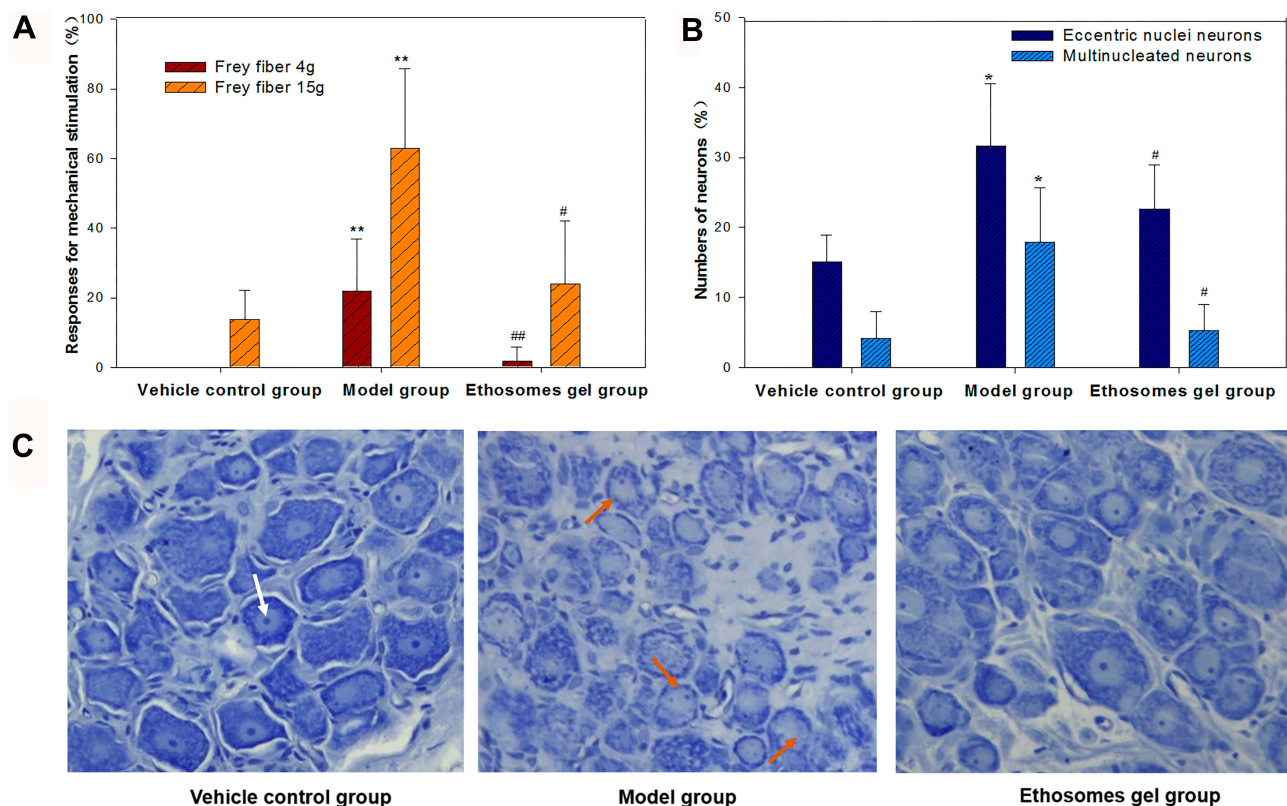 A
Responses for mechanical stimulation（%）
100
80
60
40
20
0
Frey fiber 4g
Frey fiber 15g
**
**
##
#
Vehicle control group
Model group
Ethosomes gel group
B
Numbers of neurons（%）
50
40
30
20
10
0
Eccentric nuclei neurons
Multinucleated neurons
*
*
#
#
Vehicle control group
Model group
Ethosomes gel group
C
Vehicle control group
Model group
Ethosomes gel group